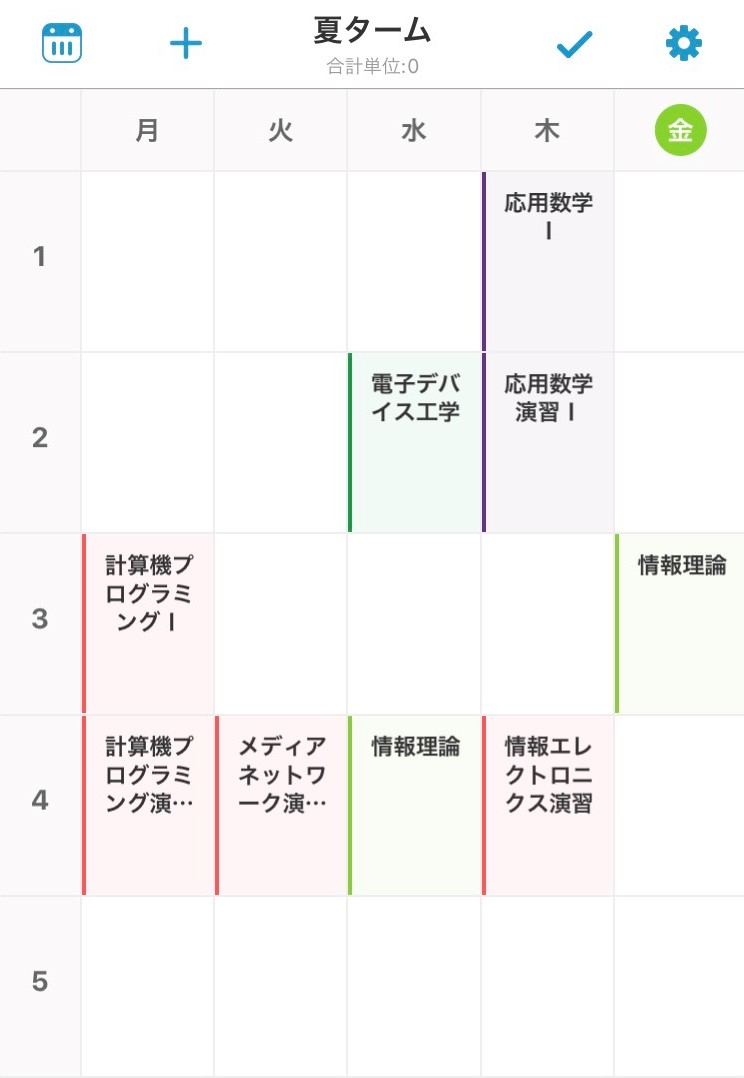 夏ターム
合計単位:0
月 火 水 木 金
1
応用数学
I
2
電子デバ
イス工学
応用数学
演習 I
3
計算機プ
ログラミ
ング I
情報理論
4
計算機プ
ログラミ
ング演…
メディア
ネットワ
ーク演…
情報理論
情報エレ
クトロニ
クス演習
5